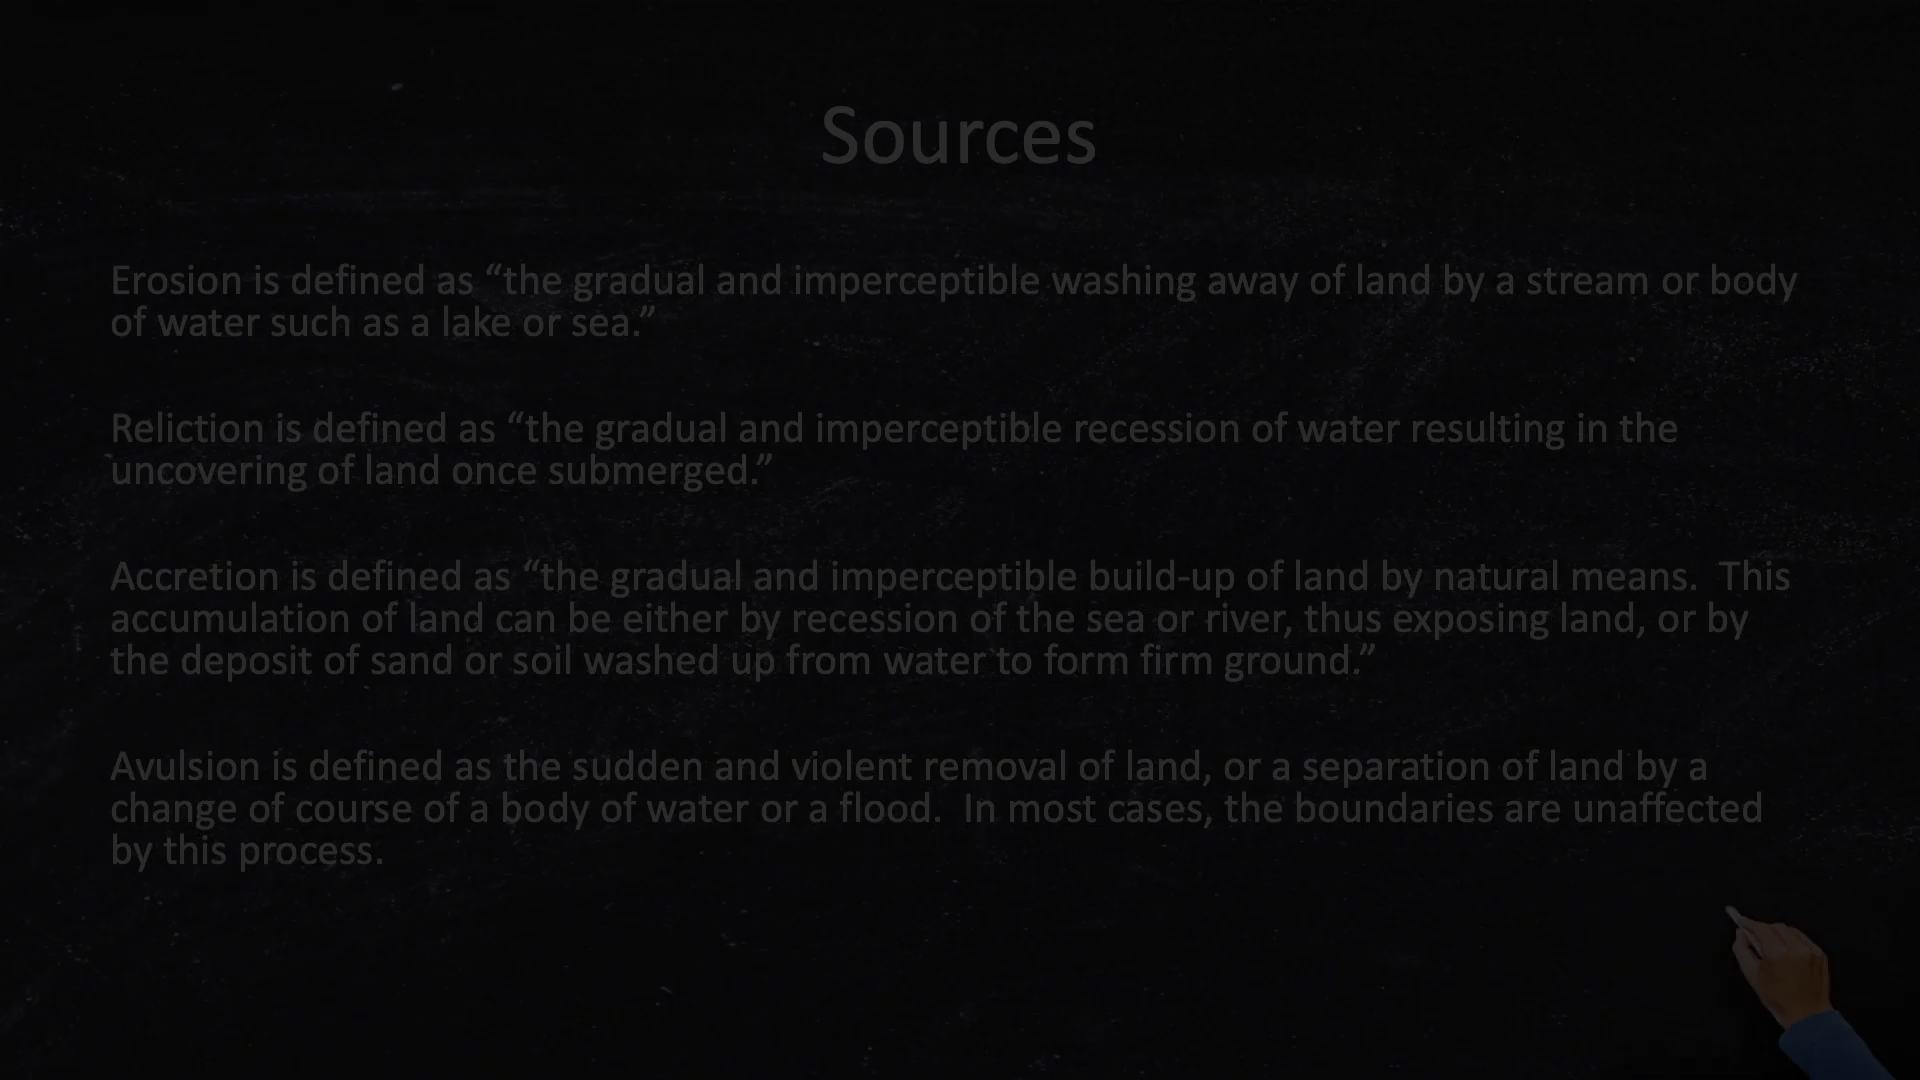 Sources
Erosion is defined as “the gradual and imperceptible washing away of land by a stream or body
of water such as a lake or sea.”
Reliction is defined as “the gradual and imperceptible recession of water resulting in the
uncovering of land once submerged.”
Accretion is defined as “the gradual and imperceptible build-up of land by natural means.  This
accumulation of land can be either by recession of the sea or river, thus exposing land, or by
the deposit of sand or soil washed up from water to form firm ground.”
Avulsion is defined as the sudden and violent removal of land, or a separation of land by a
change of course of a body of water or a flood.  In most cases, the boundaries are unaffected
by this process.